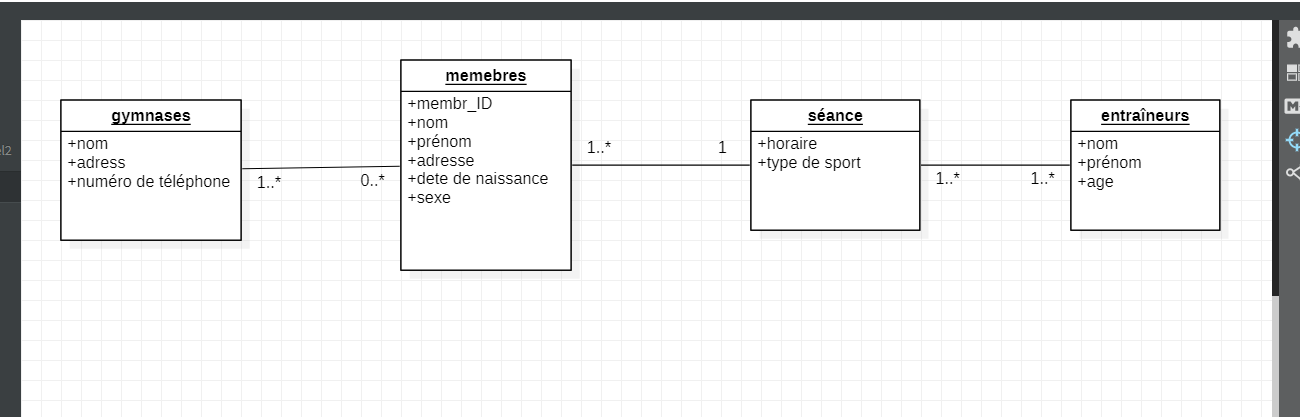 gymnases
+nom
+adress
+numéro de téléphone
1..*
0..*
memebres
+membr_ID
+nom
+prénom
+adresse
+dete de naissance
+sexe
1..*
1
séance
+horaire
+type de sport
1..*
1..*
entraîneurs
+nom
+prénom
+age
el2
M